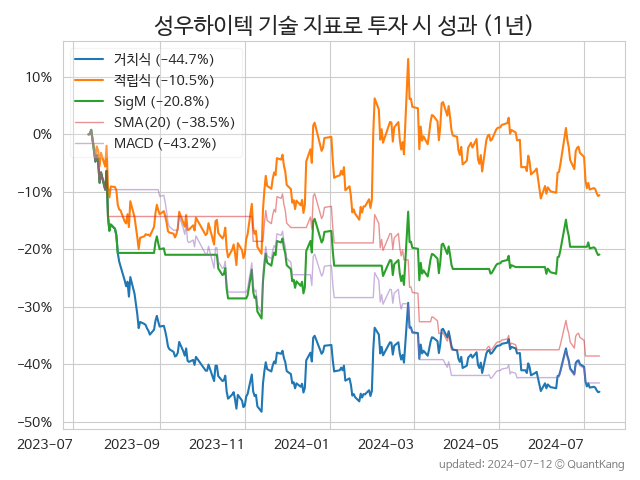 성우하이텍 기술 지표로 투자 시 성과 (1년)
거치식 (−44.7%)
적립식 (−10.5%)
SigM (−20.8%)
SMA(20) (−38.5%)
MACD (−43.2%)
10%
0%
−10%
−20%
−30%
−40%
−50%
2023-07
2023-09
2023-11
2024-01
2024-03
2024-05
2024-07
updated: 2024-07-12 © QuantKang